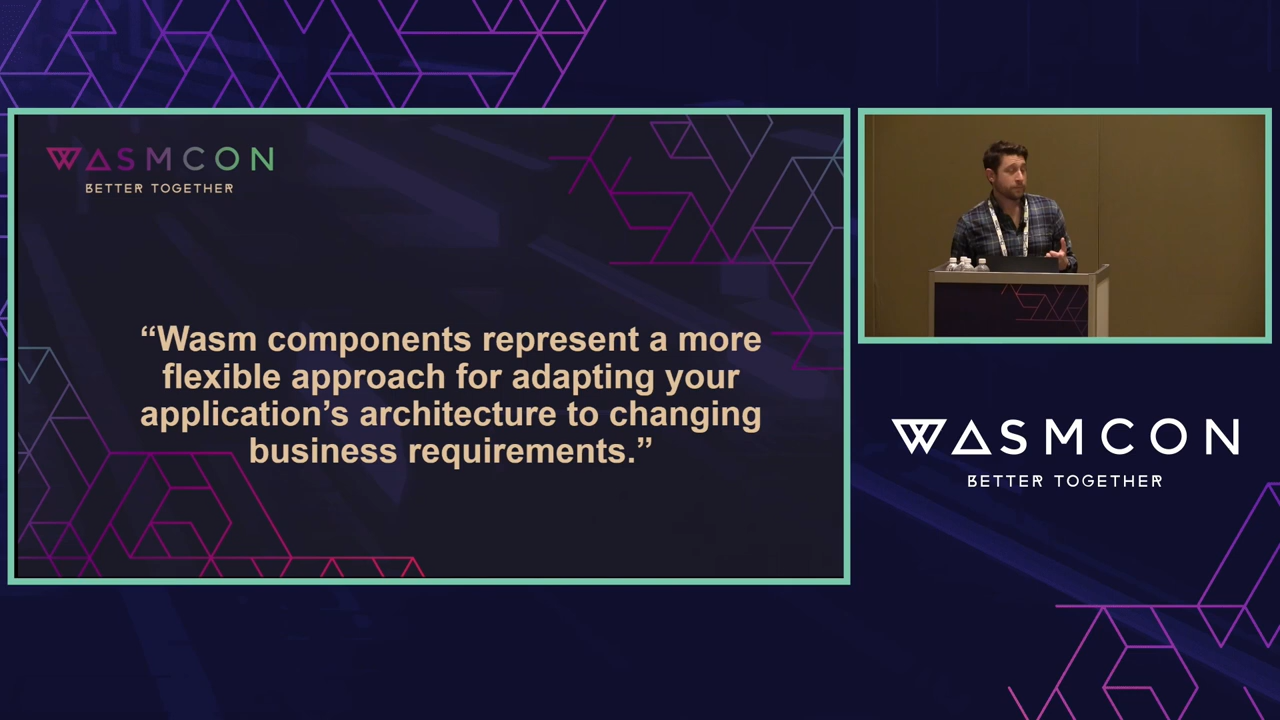 WASMCON
BETTER TOGETHER
“Wasm components represent a more
flexible approach for adapting your
application’s architecture to changing
business requirements.”
WASMCON
BETTER TOGETHER